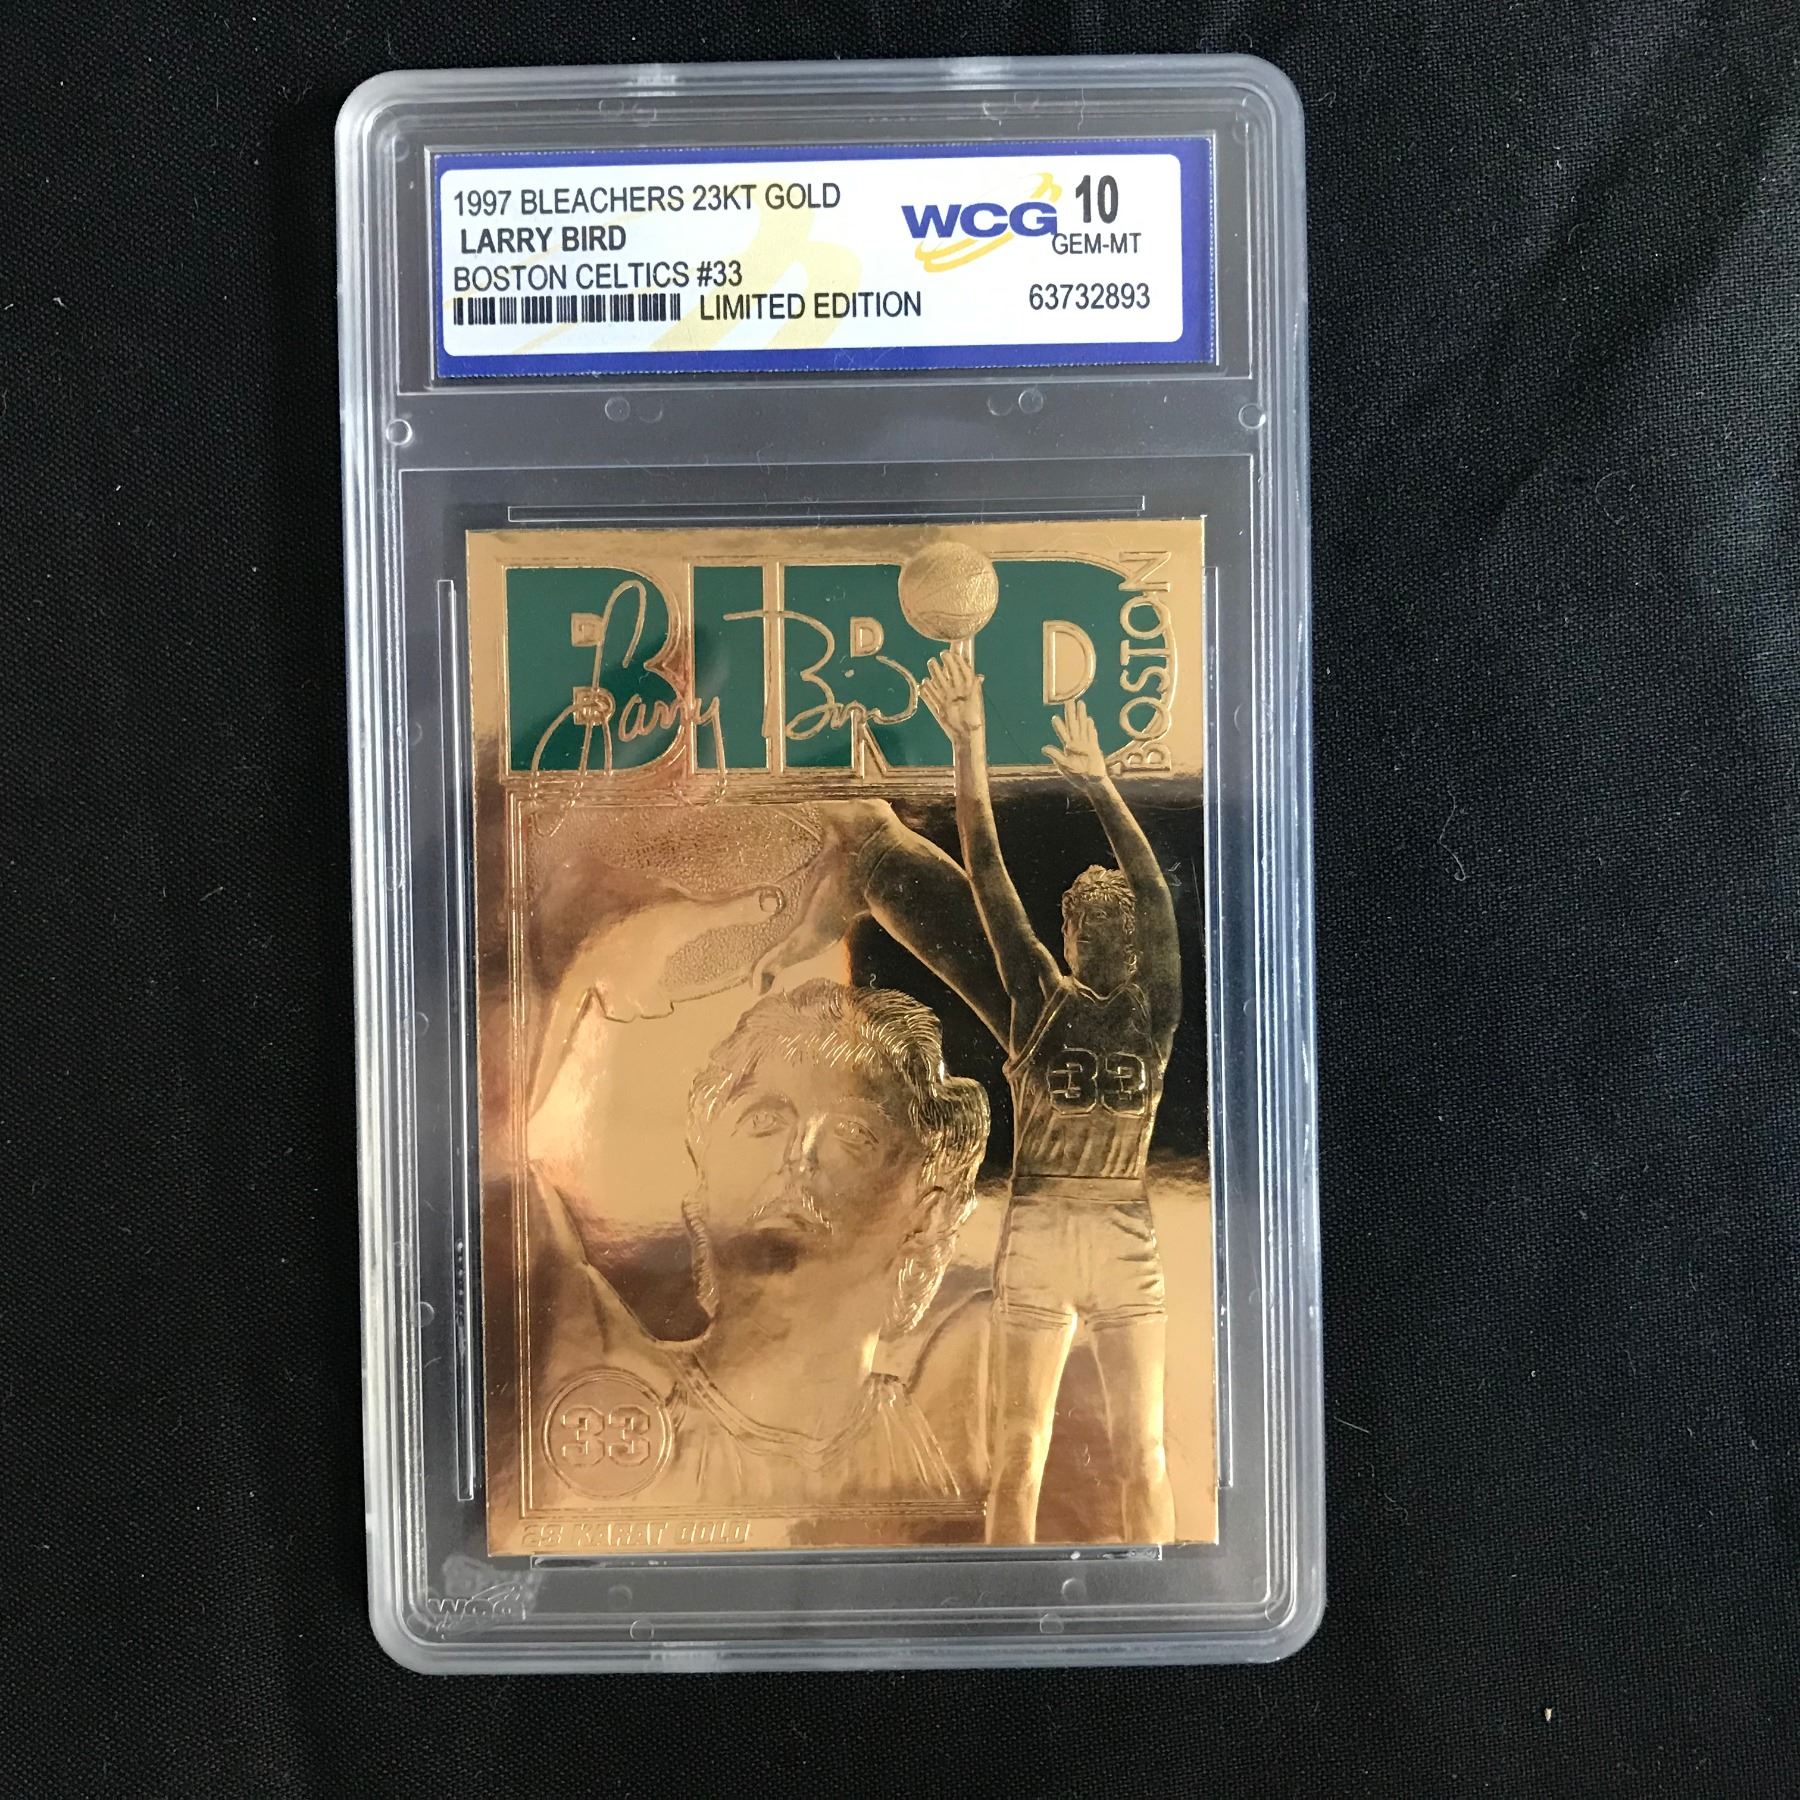 1997 BLEACHERS 23KT GOLD
LARRY BIRD
BOSTON CELTICS #33
LIMITED EDITION
WCG 10
GEM-MT
63732893
BIRD
BOSTON
Larry Bird
33
33
23 KARAT GOLD
WCG